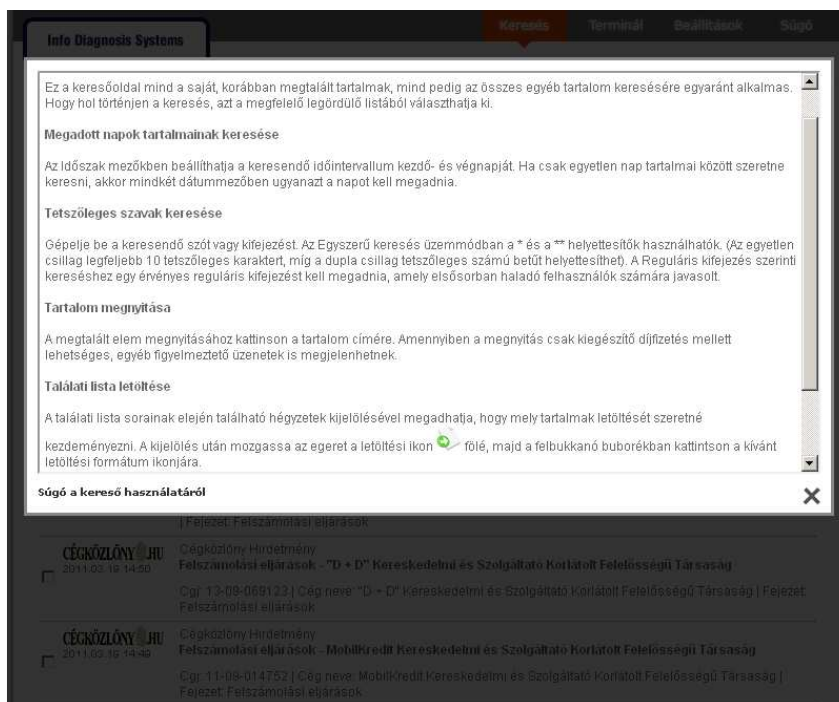 Info Diagnosis Systems
Keresés Terminál Beállítások Súgó
Ez a keresőoldal mind a saját, korábban megtalált tartalmak, mind pedig az összes egyéb tartalom keresésére egyaránt alkalmas.
Hogy hol történjen a keresés, azt a megfelelő legördülő listából választhatja ki.
Megadott napok tartalmainak keresése
Az Időszak mezőkben beállíthatja a keresendő időintervallum kezdő- és végnapját. Ha csak egyetlen nap tartalmai között szeretne
keresni, akkor mindkét dátummezőben ugyanazt a napot kell megadnia.
Tetszőleges szavak keresése
Gépelje be a keresendő szót vagy kifejezést. Az Egyszerű keresés üzemmódban a * és a ** helyettesítők használhatók. (Az egyetlen
csillag legfeljebb 10 tetszőleges karaktert, míg a dupla csillag tetszőleges számú betűt helyettesíthet). A Reguláris kifejezés szerinti
kereséshez egy érvényes reguláris kifejezést kell megadnia, amely elsősorban haladó felhasználók számára javasolt.
Tartalom megnyitása
A megtalált elem megnyitásához kattinson a tartalom címére. Amennyiben a megnyitás csak kiegészítő díjfizetés mellett
lehetséges, egyéb figyelmeztető üzenetek is megjelenhetnek.
Találati lista letöltése
A találati lista sorainak elején található hégyzetek kijelölésével megadhatja, hogy mely tartalmak letöltését szeretné
kezdeményezni. A kijelölés után mozgassa az egeret a letöltési ikon fölé, majd a felbukkanó buborékban kattintson a kívánt
letöltési formátum ikonjára.
Súgó a kereső használatáról
| Fejezet: Felszámolási eljárások
CÉGKÖZLÖNY.HU
2011.03.19 14:50
Cégközlöny Hirdetmény
Felszámolási eljárások - "D + D" Kereskedelmi és Szolgáltató Korlátolt Felelősségű Társaság
Cgj: 13-09-069123 | Cég neve: "D + D" Kereskedelmi és Szolgáltató Korlátolt Felelősségű Társaság | Fejezet:
Felszámolási eljárások
CÉGKÖZLÖNY.HU
2011.03.19 14:49
Cégközlöny Hirdetmény
Felszámolási eljárások - MobilKredit Kereskedelmi és Szolgáltató Korlátolt Felelősségű Társaság
Cgj: 11-09-014752 | Cég neve: MobilKredit Kereskedelmi és Szolgáltató Korlátolt Felelősségű Társaság |
Fejezet: Felszámolási eljárások